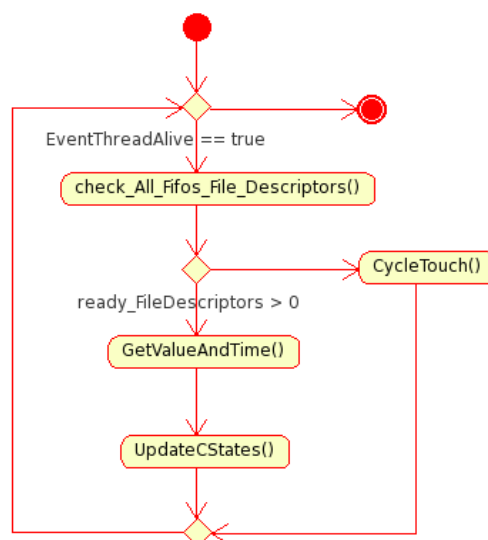 EventThreadAlive == true
check_All_Fifos_File_Descriptors()
CycleTouch()
ready_FileDescriptors > 0
GetValueAndTime()
UpdateCStates()